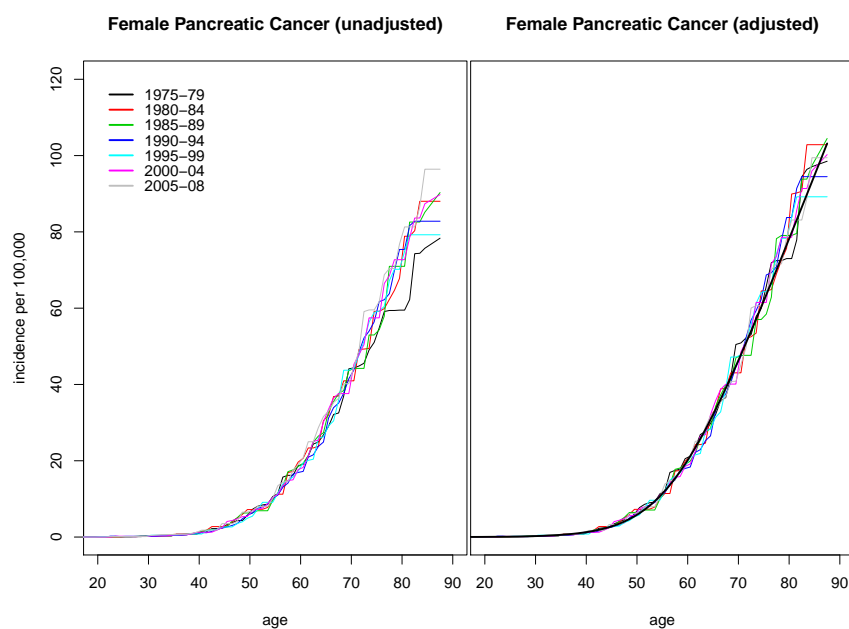 Female Pancreatic Cancer (unadjusted)
Female Pancreatic Cancer (adjusted)
incidence per 100,000
120
100
80
60
40
20
0
1975−79
1980−84
1985−89
1990−94
1995−99
2000−04
2005−08
20 30 40 50 60 70 80 90
20 30 40 50 60 70 80 90
age
age